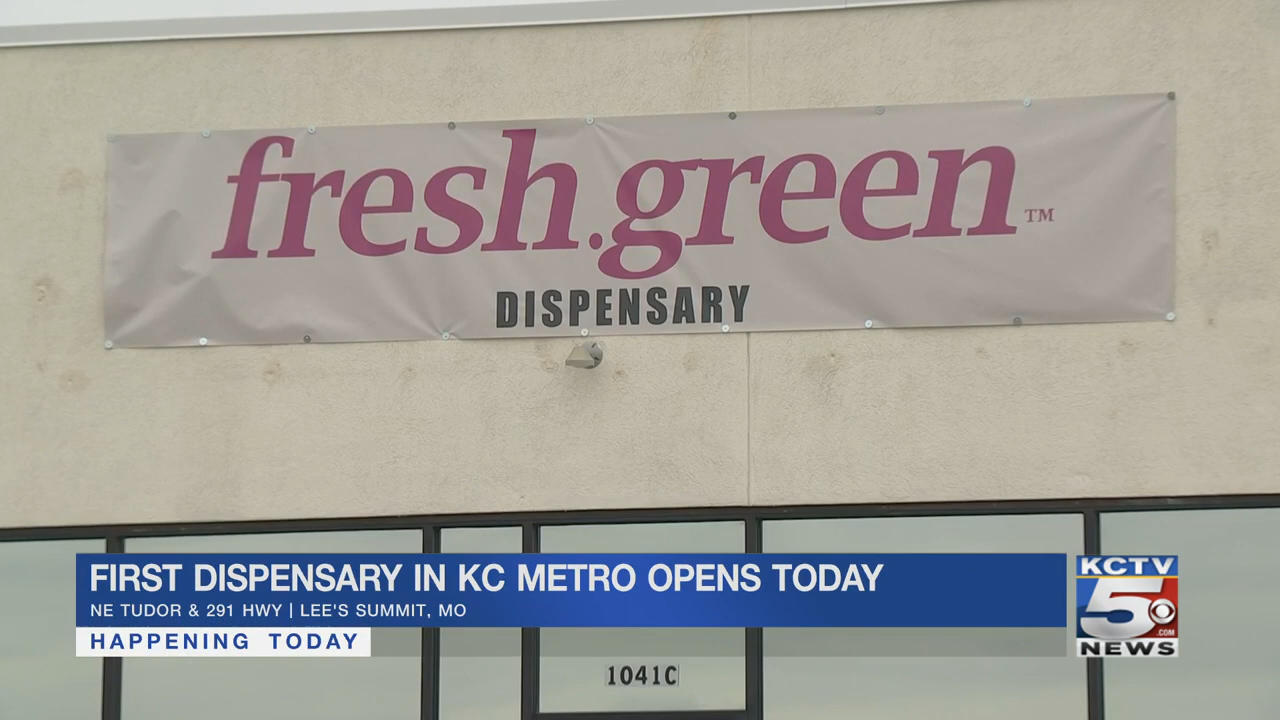 fresh.green™
DISPENSARY
FIRST DISPENSARY IN KC METRO OPENS TODAY
NE TUDOR & 291 HWY | LEE'S SUMMIT, MO
HAPPENING TODAY
KCTV
5
.COM
NEWS
1041C